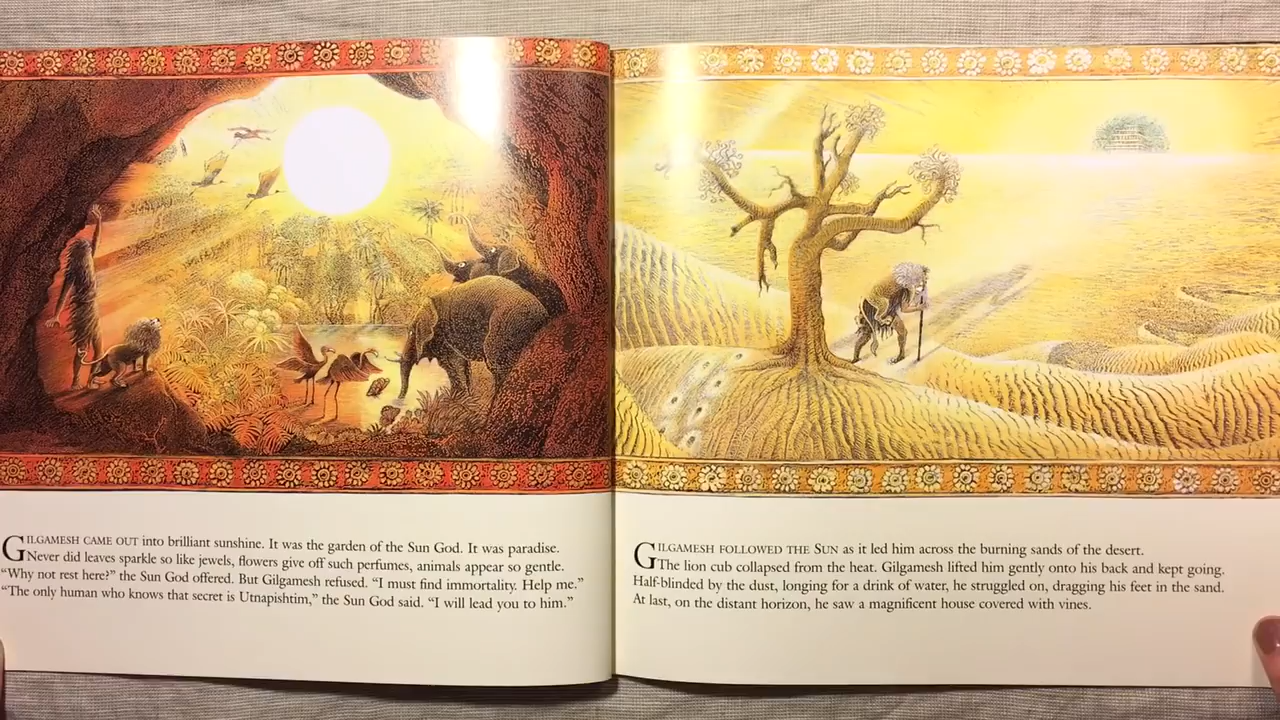 GILGAMESH CAME OUT into brilliant sunshine. It was the garden of the Sun God. It was paradise.
Never did leaves sparkle so like jewels, flowers give off such perfumes, animals appear so gentle.
“Why not rest here?” the Sun God offered. But Gilgamesh refused. “I must find immortality. Help me.”
“The only human who knows that secret is Utnapishtim,” the Sun God said. “I will lead you to him.”
GILGAMESH FOLLOWED THE SUN as it led him across the burning sands of the desert.
The lion cub collapsed from the heat. Gilgamesh lifted him gently onto his back and kept going.
Half-blinded by the dust, longing for a drink of water, he struggled on, dragging his feet in the sand.
At last, on the distant horizon, he saw a magnificent house covered with vines.